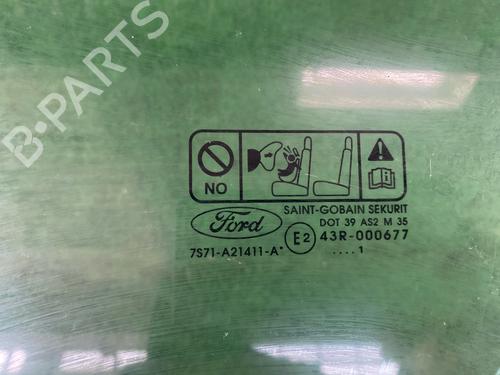 B-PARTS
NO
Ford
SAINT-GOBAIN SEKURIT
DOT 39 AS2 M 35
E2
43R-000677
7S71-A21411-A*
....1